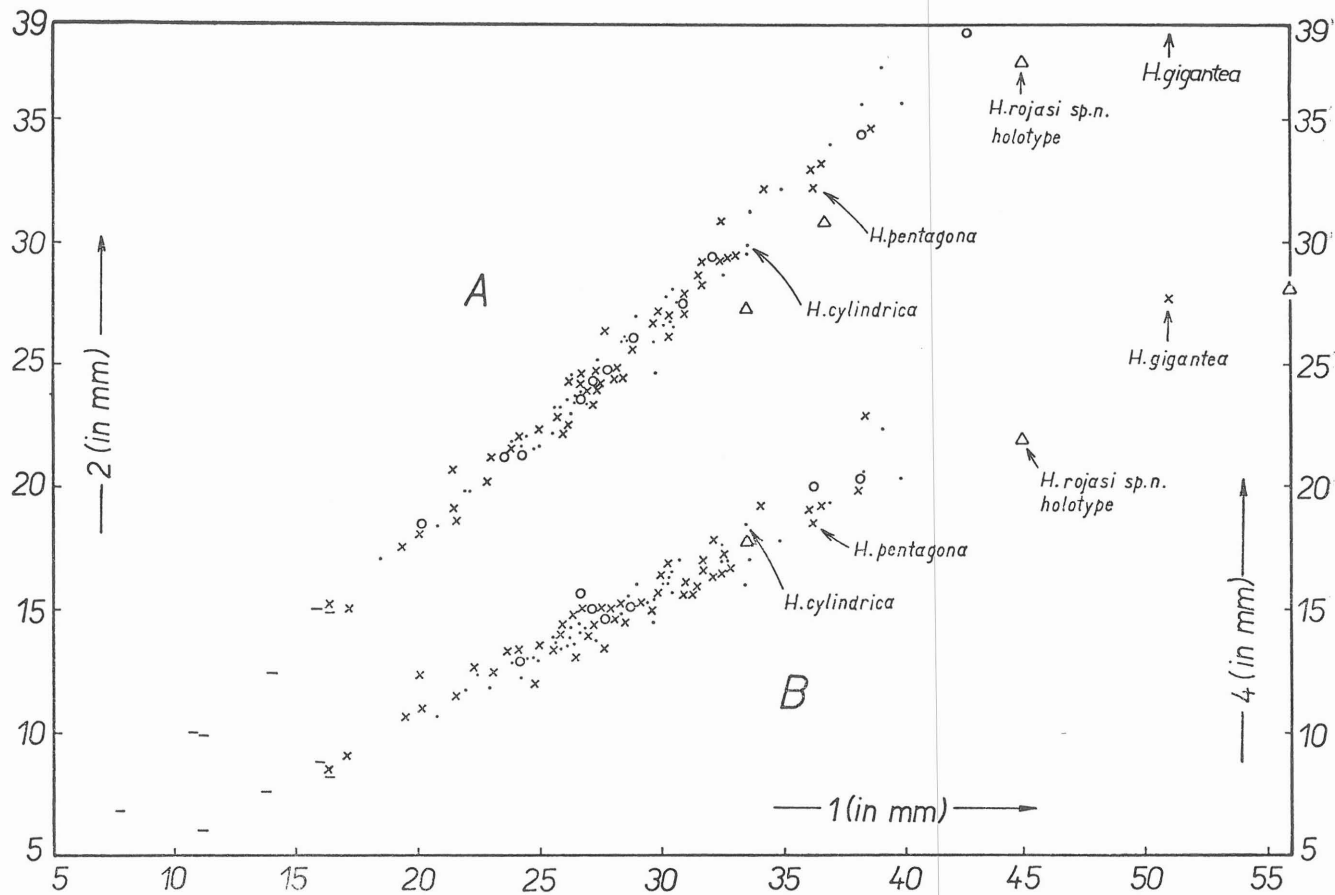 39
35
30
25
20
15
10
5
2 (in mm)
A
H.gigantea
H.rojasi sp.n.
holotype
H.pentagona
H.cylindrica
H.gigantea
H.rojasi sp.n.
holotype
H.pentagona
H.cylindrica
B
1 (in mm)
4 (in mm)
39
35
30
25
20
15
10
5
5 10 15 20 25 30 35 40 45 50 55